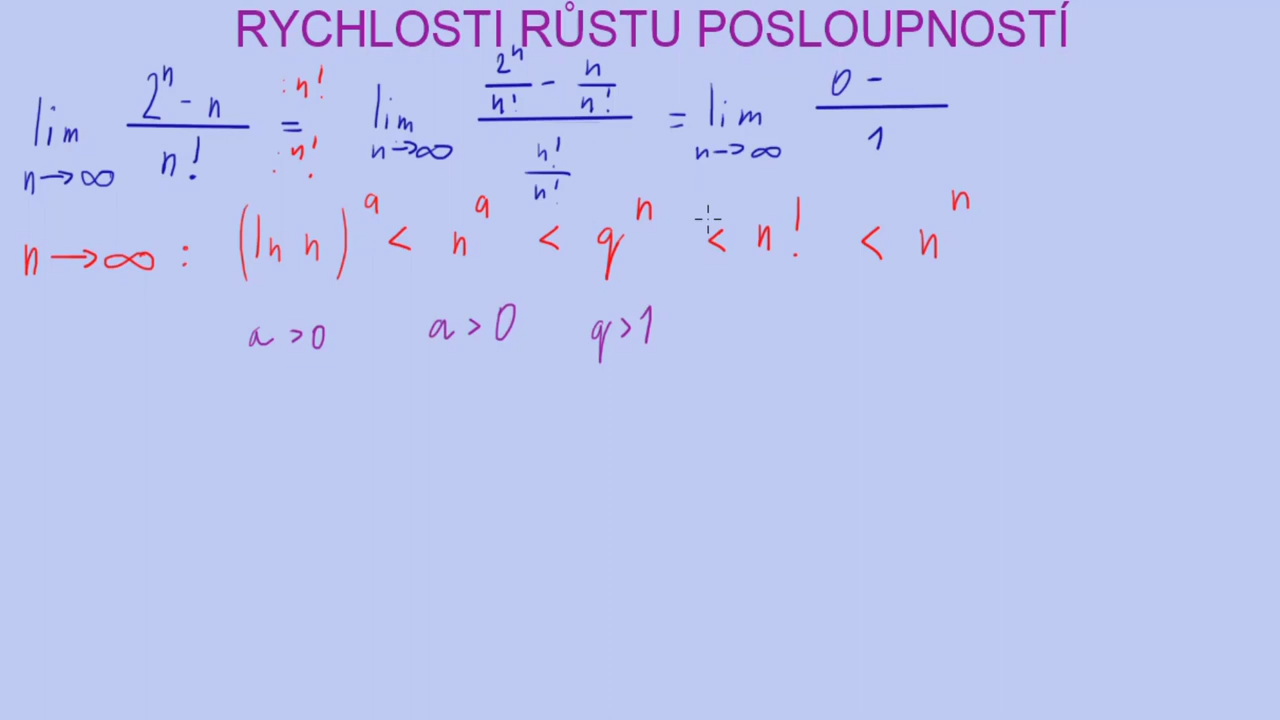 RYCHLOSTI RŮSTU POSLOUPNOSTÍ
lim n→∞ (2^n - n)/(n!) :n! / :n! = lim n→∞ (2^n/n! - n/n!)/(n!/n!) = lim n→∞ (0 -)/1
n→∞ : (ln n)^a < n^a < q^n < n! < n^n
a > 0 a > 0 q > 1